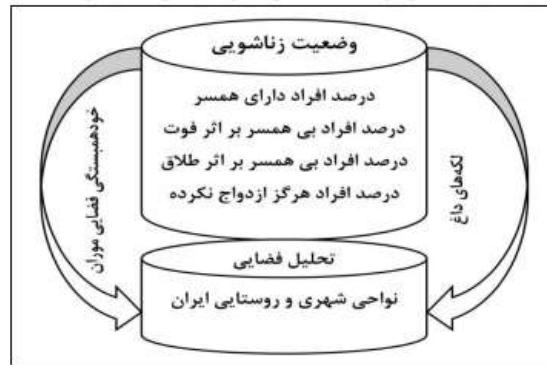 وضعیت زناشویی
درصد افراد دارای همسر
درصد افراد بی همسر بر اثر فوت
درصد افراد بی همسر بر اثر طلاق
درصد افراد هرگز ازدواج نکرده
لکه‌های داغ
خودهمبستگی فضایی موران
تحلیل فضایی
نواحی شهری و روستایی ایران